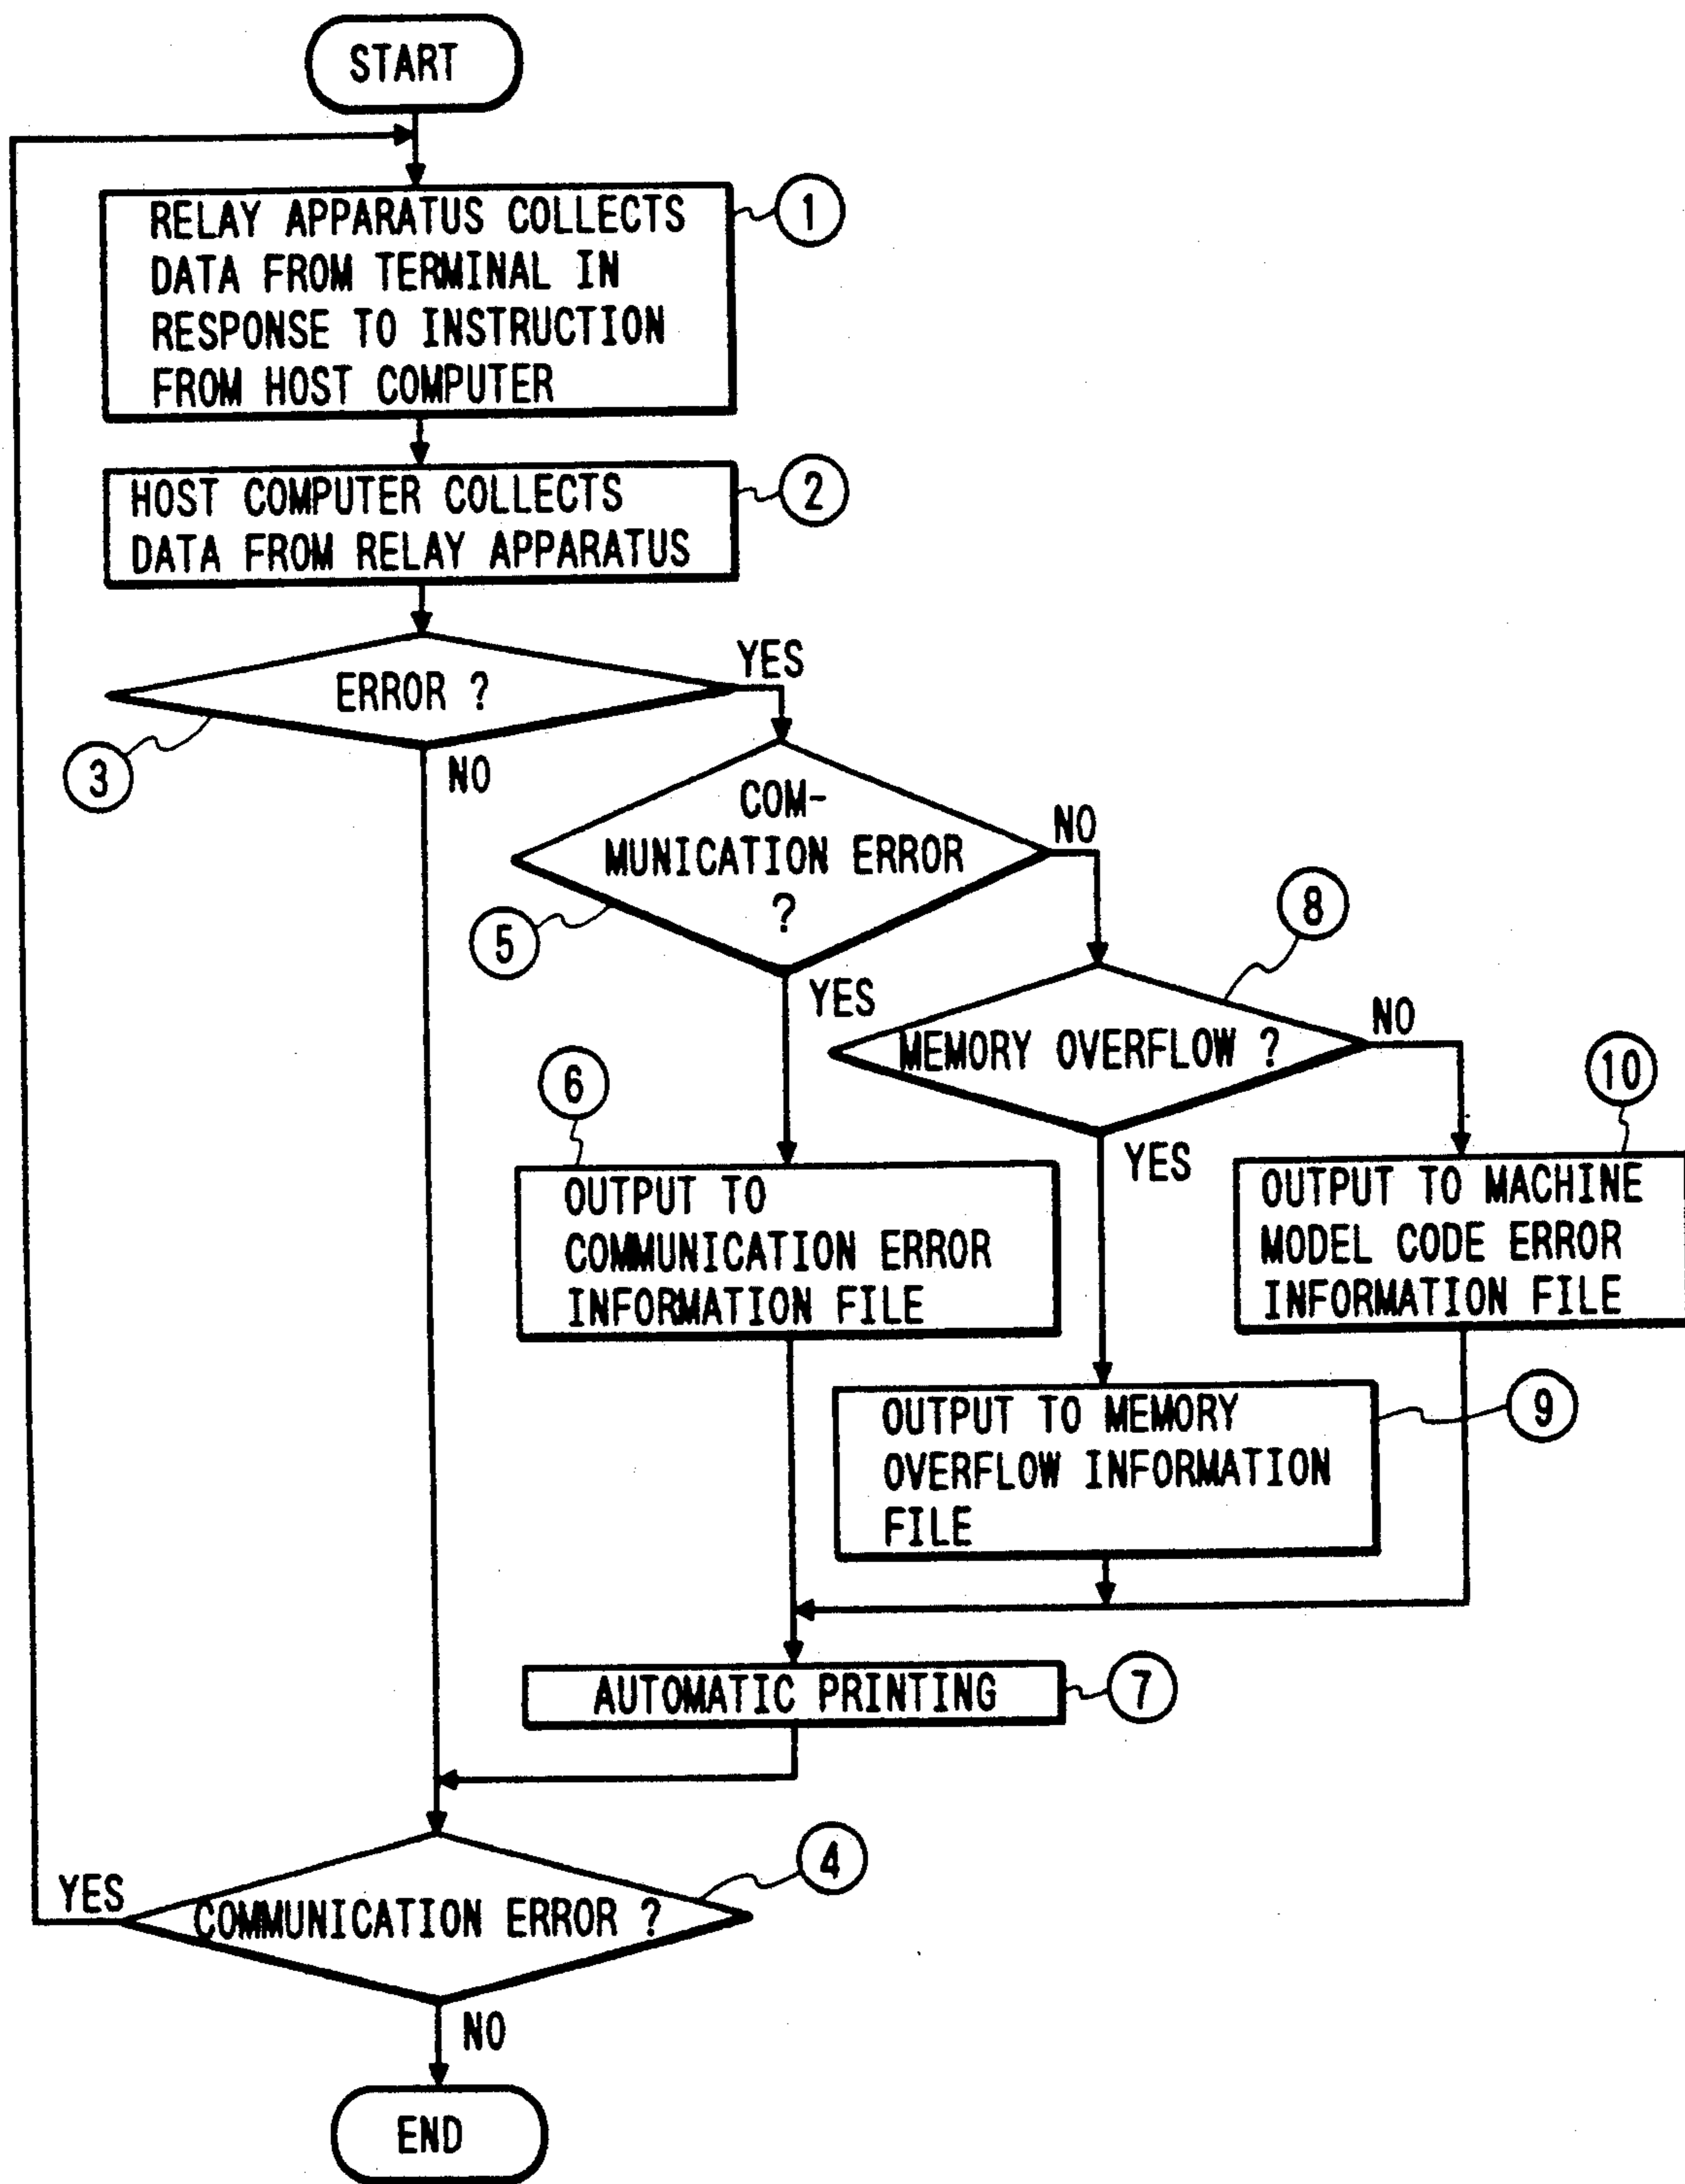 START
RELAY APPARATUS COLLECTS
DATA FROM TERMINAL IN
RESPONSE TO INSTRUCTION
FROM HOST COMPUTER
1
HOST COMPUTER COLLECTS
DATA FROM RELAY APPARATUS
2
ERROR ?
YES
3
NO
COM-
MUNICATION ERROR
?
NO
5
YES
8
MEMORY OVERFLOW ?
NO
6
10
YES
OUTPUT TO
COMMUNICATION ERROR
INFORMATION FILE
OUTPUT TO MACHINE
MODEL CODE ERROR
INFORMATION FILE
OUTPUT TO MEMORY
OVERFLOW INFORMATION
FILE
9
AUTOMATIC PRINTING
7
4
YES
COMMUNICATION ERROR ?
NO
END